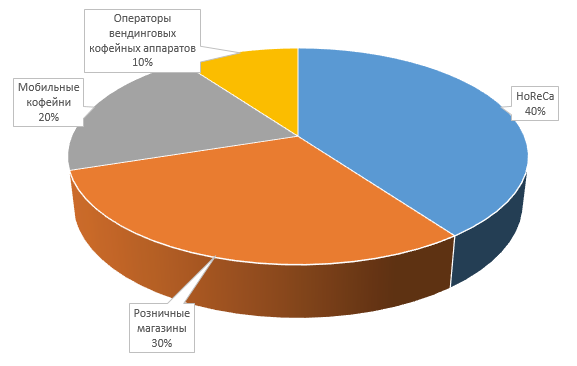 Операторы
вендинговых
кофейных аппаратов
10%
Мобильные
кофейни
20%
HoReCa
40%
Розничные
магазины
30%